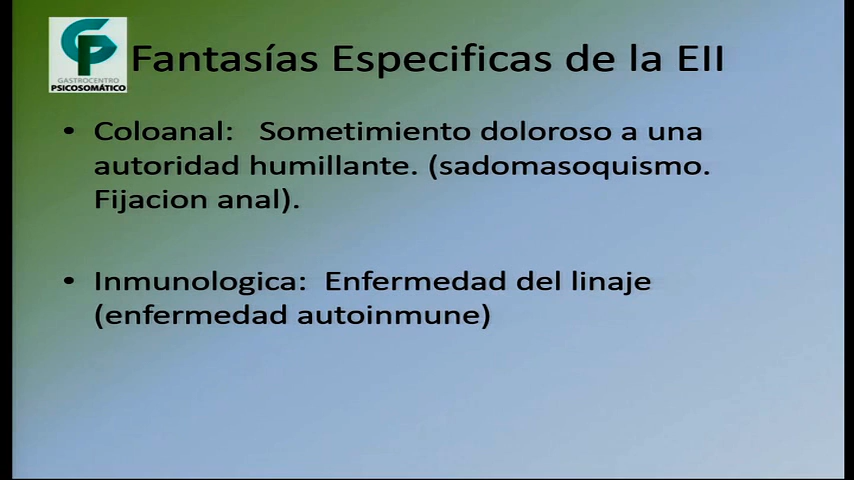 GASTROCENTRO
PSICOSOMÁTICO
Fantasías Especificas de la EII
• Coloanal: Sometimiento doloroso a una
autoridad humillante. (sadomasoquismo.
Fijacion anal).
• Inmunologica: Enfermedad del linaje
(enfermedad autoinmune)